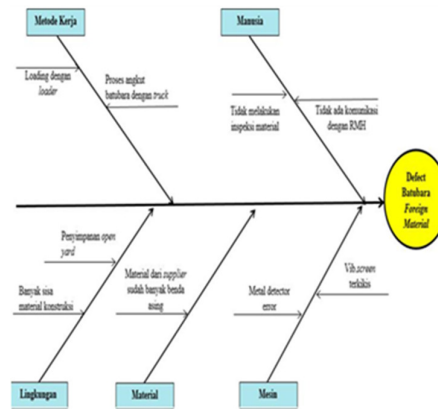 Metode Kerja
Manusia
Loading dengan
loader
Proses angkut
batubara dengan truck
Tidak melakukan
inspeksi material
Tidak ada komunikasi
dengan RMH
Defect
Batubara
Foreign
Material
Penyimpanan open
yard
Banyak sisa
material konstruksi
Material dari supplier
sudah banyak benda
asing
Metal detector
error
Vib screen
terkikis
Lingkungan
Material
Mesin